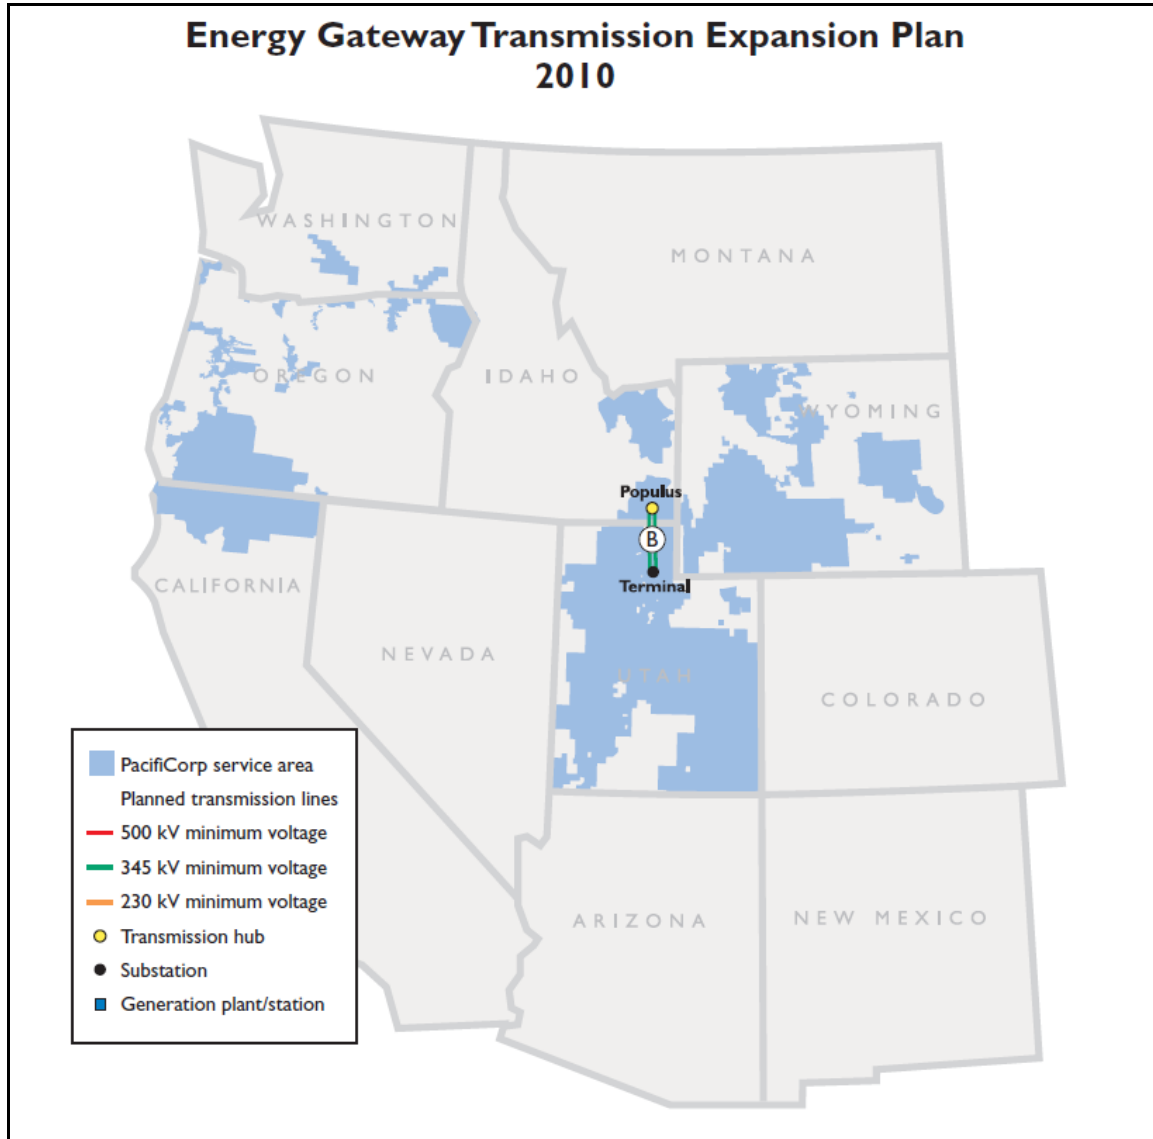 Energy Gateway Transmission Expansion Plan
2010
WASHINGTON
MONTANA
OREGON
IDAHO
WYOMING
Populus
B
Terminal
CALIFORNIA
NEVADA
UTAH
COLORADO
PacifiCorp service area
Planned transmission lines
500 kV minimum voltage
345 kV minimum voltage
230 kV minimum voltage
Transmission hub
Substation
Generation plant/station
ARIZONA
NEW MEXICO